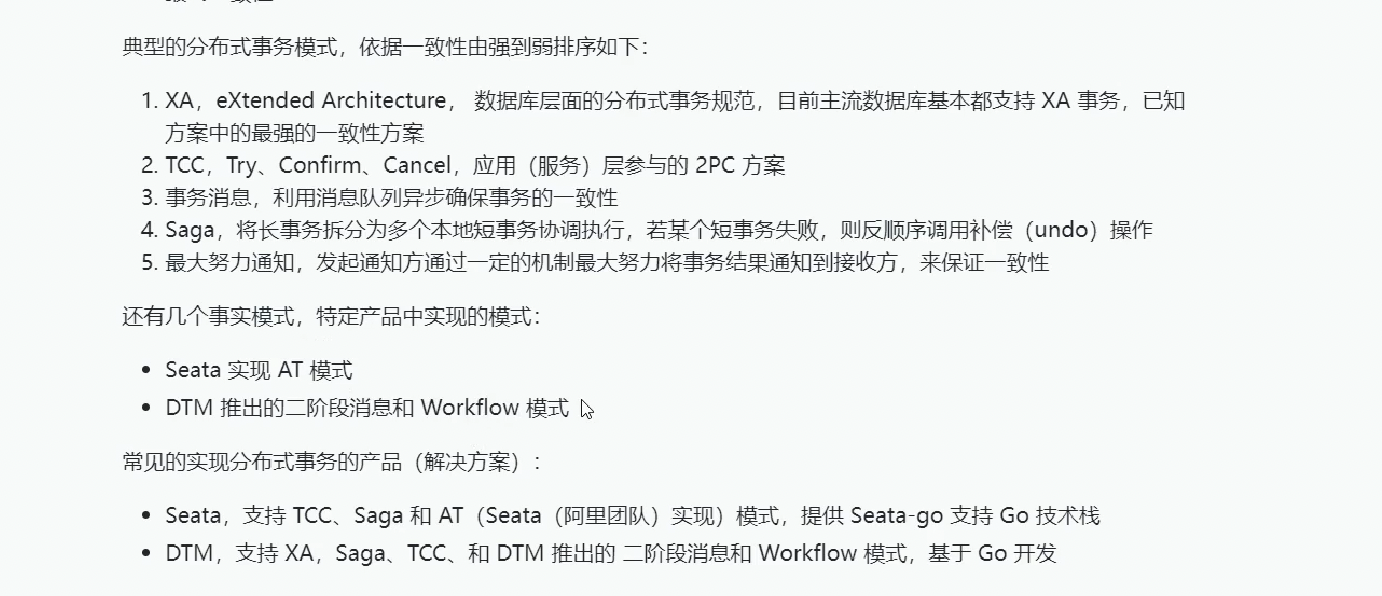 典型的分布式事务模式，依据一致性由强到弱排序如下：
1. XA，eXtended Architecture， 数据库层面的分布式事务规范，目前主流数据库基本都支持 XA 事务，已知
方案中的最强的一致性方案
2. TCC，Try、Confirm、Cancel，应用（服务）层参与的 2PC 方案
3. 事务消息，利用消息队列异步确保事务的一致性
4. Saga，将长事务拆分为多个本地短事务协调执行，若某个短事务失败，则反顺序调用补偿（undo）操作
5. 最大努力通知，发起通知方通过一定的机制最大努力将事务结果通知到接收方，来保证一致性
还有几个事实模式，特定产品中实现的模式：
• Seata 实现 AT 模式
• DTM 推出的二阶段消息和 Workflow 模式
常见的实现分布式事务的产品（解决方案）：
• Seata，支持 TCC、Saga 和 AT（Seata（阿里团队）实现）模式，提供 Seata-go 支持 Go 技术栈
• DTM，支持 XA，Saga、TCC、和 DTM 推出的 二阶段消息和 Workflow 模式，基于 Go 开发